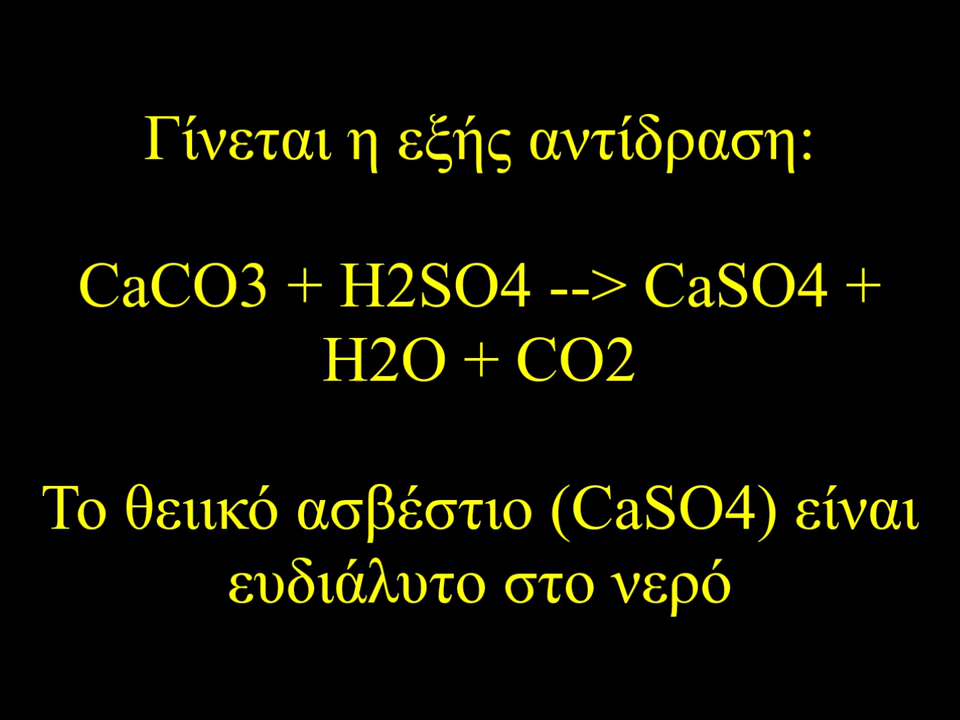 Γίνεται η εξής αντίδραση:
CaCO3 + H2SO4 --> CaSO4 +
H2O + CO2
Το θειικό ασβέστιο (CaSO4) είναι
ευδιάλυτο στο νερό